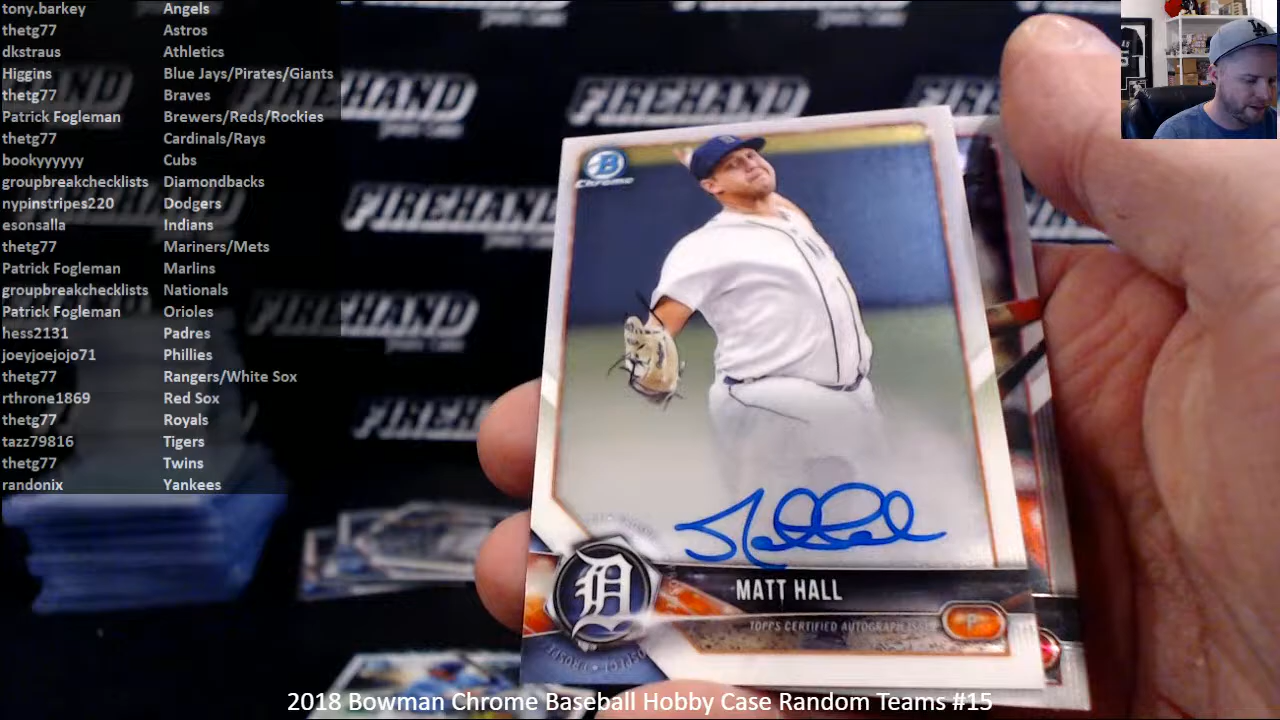 tony.barkey Angels
thetg77 Astros
dkstraus Athletics
Higgins Blue Jays/Pirates/Giants
thetg77 Braves
Patrick Fogleman Brewers/Reds/Rockies
thetg77 Cardinals/Rays
bookyyyyyy Cubs
groupbreakchecklists Diamondbacks
nypinstripes220 Dodgers
esonsalla Indians
thetg77 Mariners/Mets
Patrick Fogleman Marlins
groupbreakchecklists Nationals
Patrick Fogleman Orioles
hess2131 Padres
joeyjoejojo71 Phillies
thetg77 Rangers/White Sox
rthrone1869 Red Sox
thetg77 Royals
tazz79816 Tigers
thetg77 Twins
randonix Yankees
FIREHAND
FIREHAND
FIREHAND
FIREHAND
FIREHAND
B
Chrome
D
MATT HALL
TOPPS CERTIFIED AUTOGRAPH ISSUE
P
2018 Bowman Chrome Baseball Hobby Case Random Teams #15